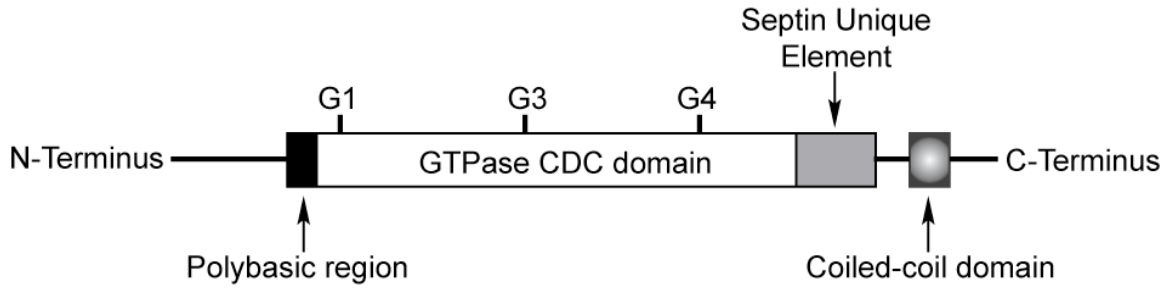 Septin Unique
Element
G1 G3 G4
N-Terminus GTPase CDC domain C-Terminus
Polybasic region Coiled-coil domain